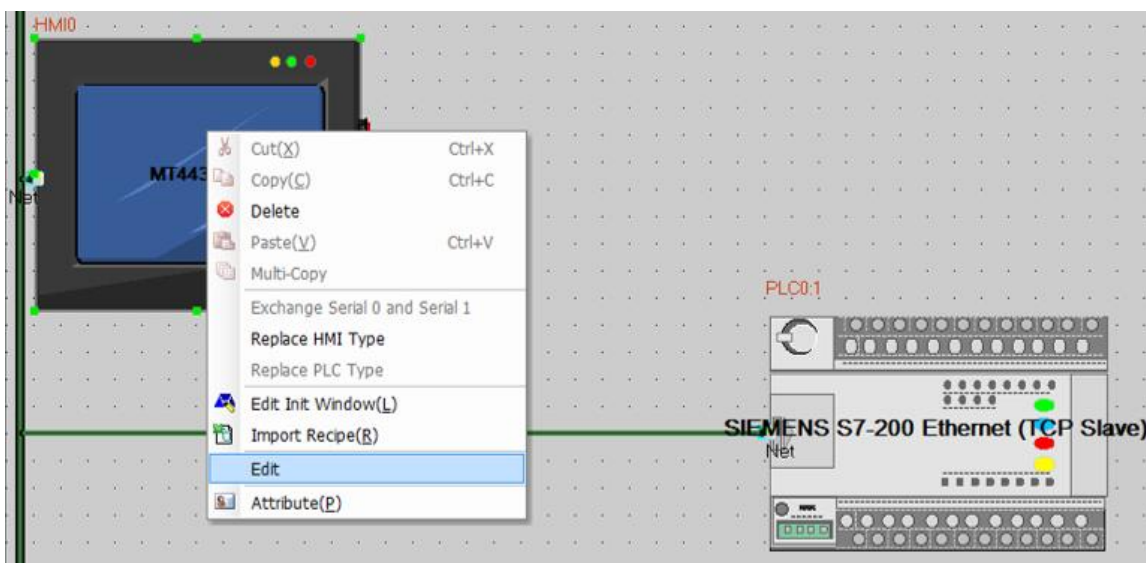 HMI0
MT443
Net
Cut(X) Ctrl+X
Copy(C) Ctrl+C
Delete
Paste(V) Ctrl+V
Multi-Copy
Exchange Serial 0 and Serial 1
Replace HMI Type
Replace PLC Type
Edit Init Window(L)
Import Recipe(R)
Edit
Attribute(P)
PLC0:1
SIEMENS S7-200 Ethernet (TCP Slave)
Net